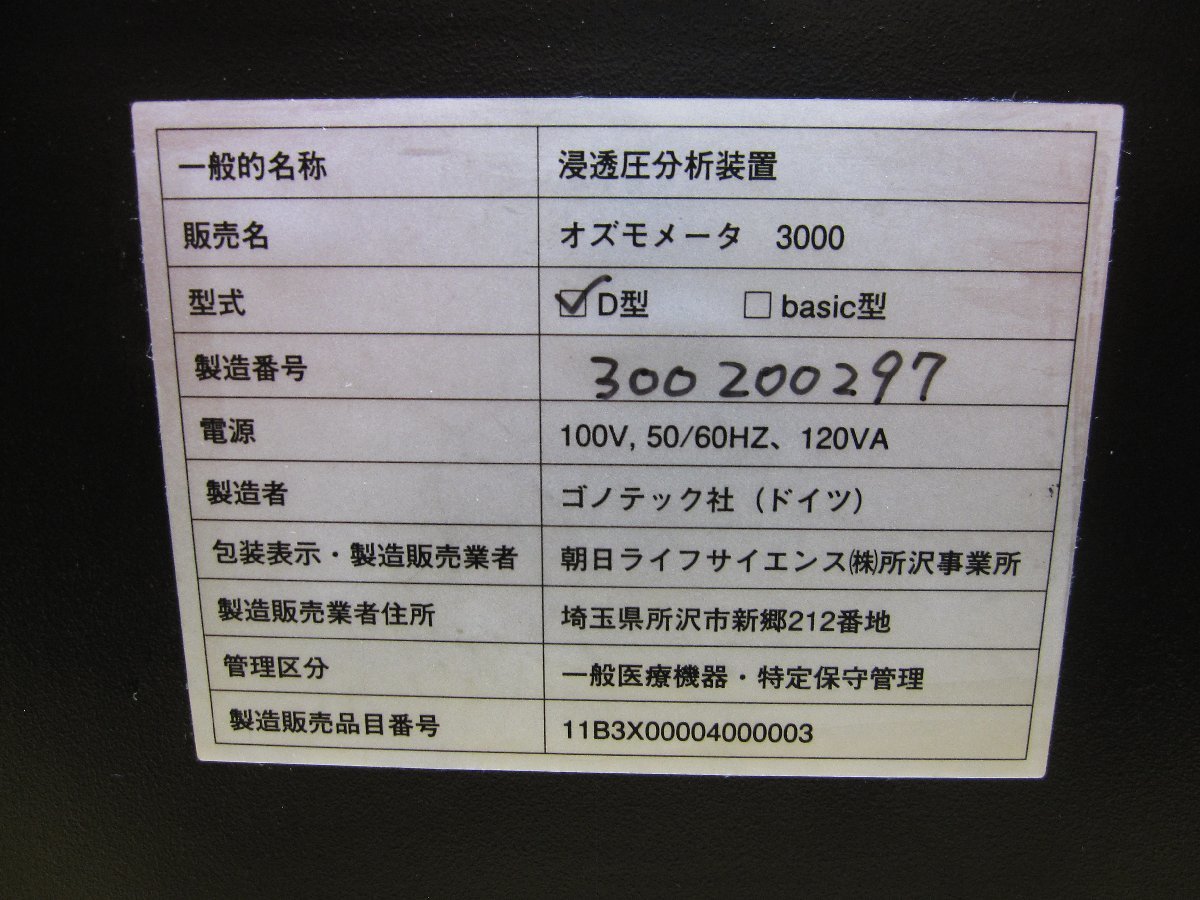 一般的名称 浸透圧分析装置
販売名 オズモメータ 3000
型式 ☑D型 □basic型
製造番号 300200297
電源 100V, 50/60HZ、120VA
製造者 ゴノテック社（ドイツ）
包装表示・製造販売業者 朝日ライフサイエンス㈱所沢事業所
製造販売業者住所 埼玉県所沢市新郷212番地
管理区分 一般医療機器・特定保守管理
製造販売品目番号 11B3X00004000003